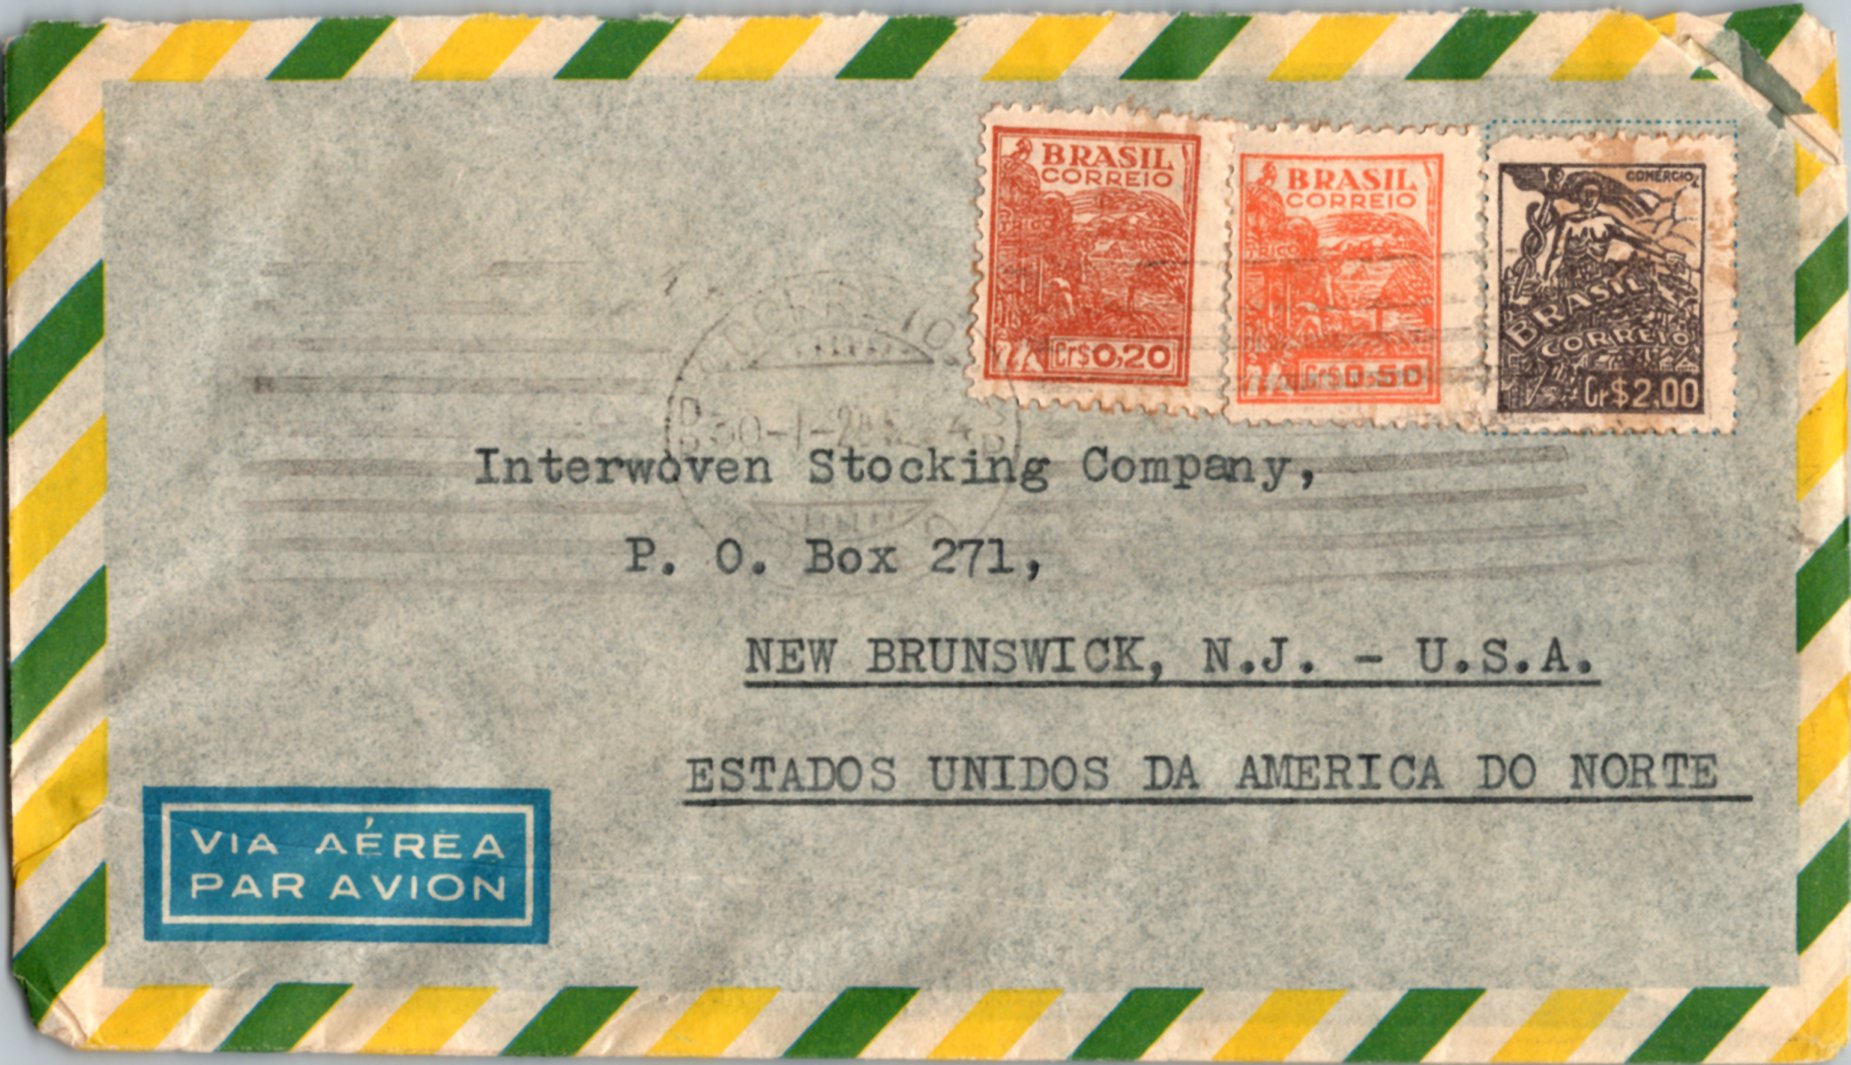 BRASIL
CORREIO
Cr$0,20
BRASIL
CORREIO
Cr$0,50
COMÉRCIO
BRASIL
CORREIO
Cr$2,00
Interwoven Stocking Company,
P. O. Box 271,
NEW BRUNSWICK, N.J. - U.S.A.
ESTADOS UNIDOS DA AMERICA DO NORTE
VIA AÉREA
PAR AVION